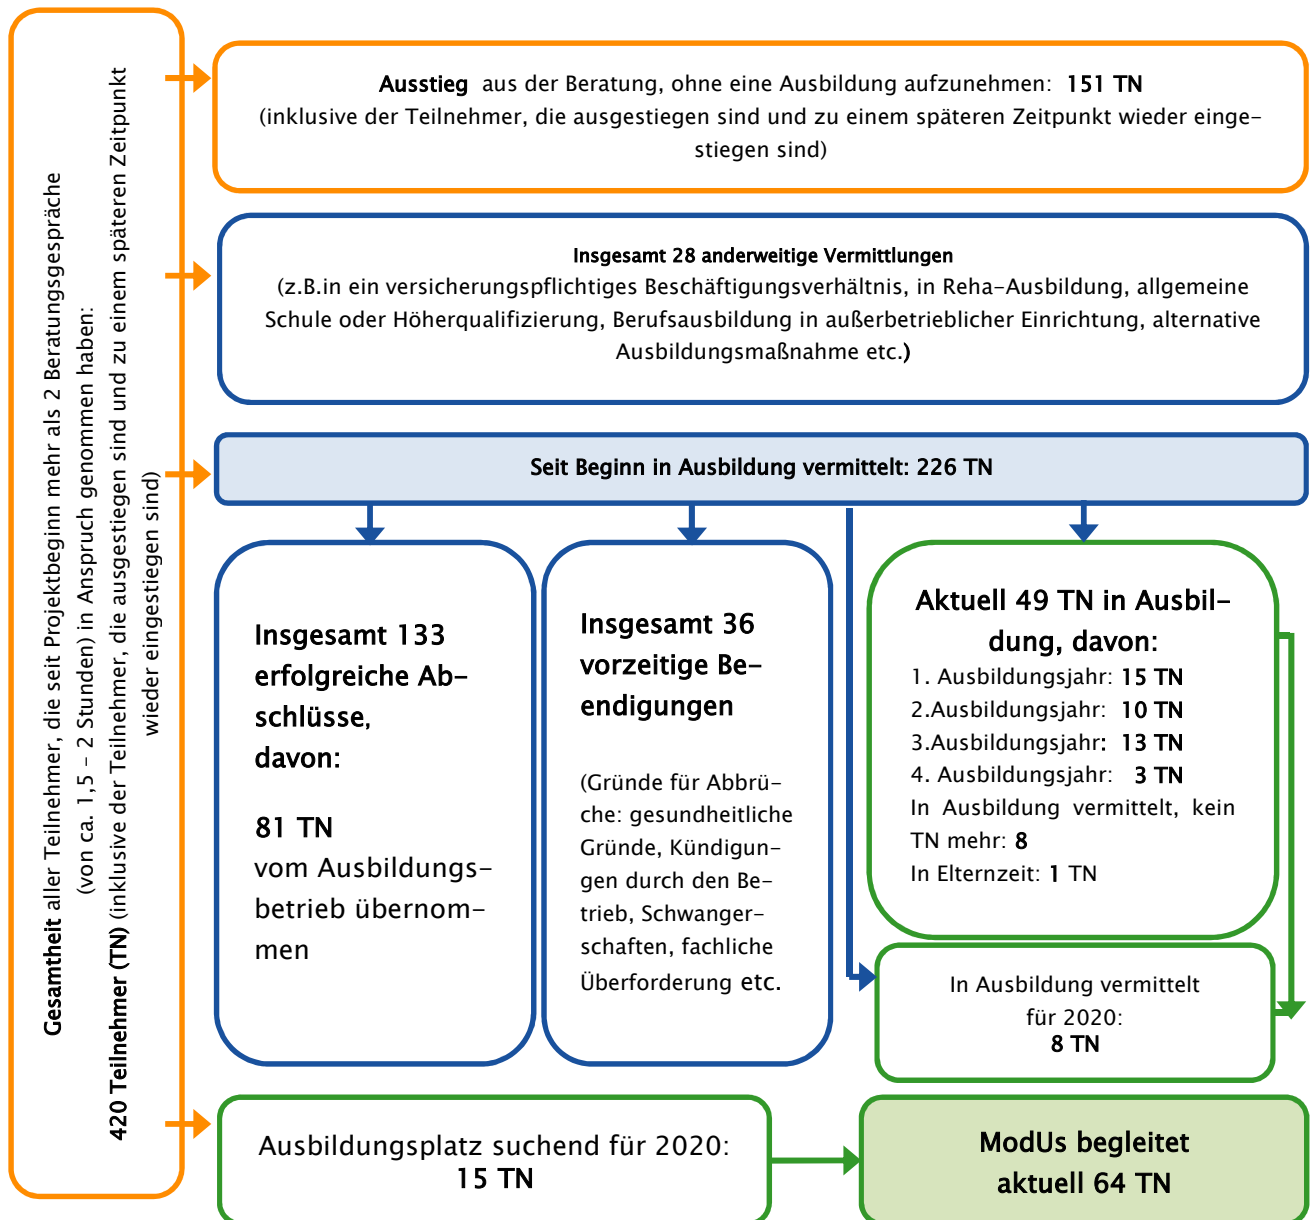 Gesamtheit aller Teilnehmer, die seit Projektbeginn mehr als 2 Beratungsgespräche
(von ca. 1,5 – 2 Stunden) in Anspruch genommen haben:
420 Teilnehmer (TN) (inklusive der Teilnehmer, die ausgestiegen sind und zu einem späteren Zeitpunkt
wieder eingestiegen sind)
Ausstieg aus der Beratung, ohne eine Ausbildung aufzunehmen: 151 TN
(inklusive der Teilnehmer, die ausgestiegen sind und zu einem späteren Zeitpunkt wieder einge-
stiegen sind)
Insgesamt 28 anderweitige Vermittlungen
(z.B.in ein versicherungspflichtiges Beschäftigungsverhältnis, in Reha-Ausbildung, allgemeine
Schule oder Höherqualifizierung, Berufsausbildung in außerbetrieblicher Einrichtung, alternative
Ausbildungsmaßnahme etc.)
Seit Beginn in Ausbildung vermittelt: 226 TN
Insgesamt 133
erfolgreiche Ab-
schlüsse,
davon:
81 TN
vom Ausbildungs-
betrieb übernom-
men
Insgesamt 36
vorzeitige Be-
endigungen
(Gründe für Abbrü-
che: gesundheitliche
Gründe, Kündigun-
gen durch den Be-
trieb, Schwanger-
schaften, fachliche
Überforderung etc.
Aktuell 49 TN in Ausbil-
dung, davon:
1. Ausbildungsjahr: 15 TN
2.Ausbildungsjahr: 10 TN
3.Ausbildungsjahr: 13 TN
4. Ausbildungsjahr: 3 TN
In Ausbildung vermittelt, kein
TN mehr: 8
In Elternzeit: 1 TN
In Ausbildung vermittelt
für 2020:
8 TN
Ausbildungsplatz suchend für 2020:
15 TN
ModUs begleitet
aktuell 64 TN